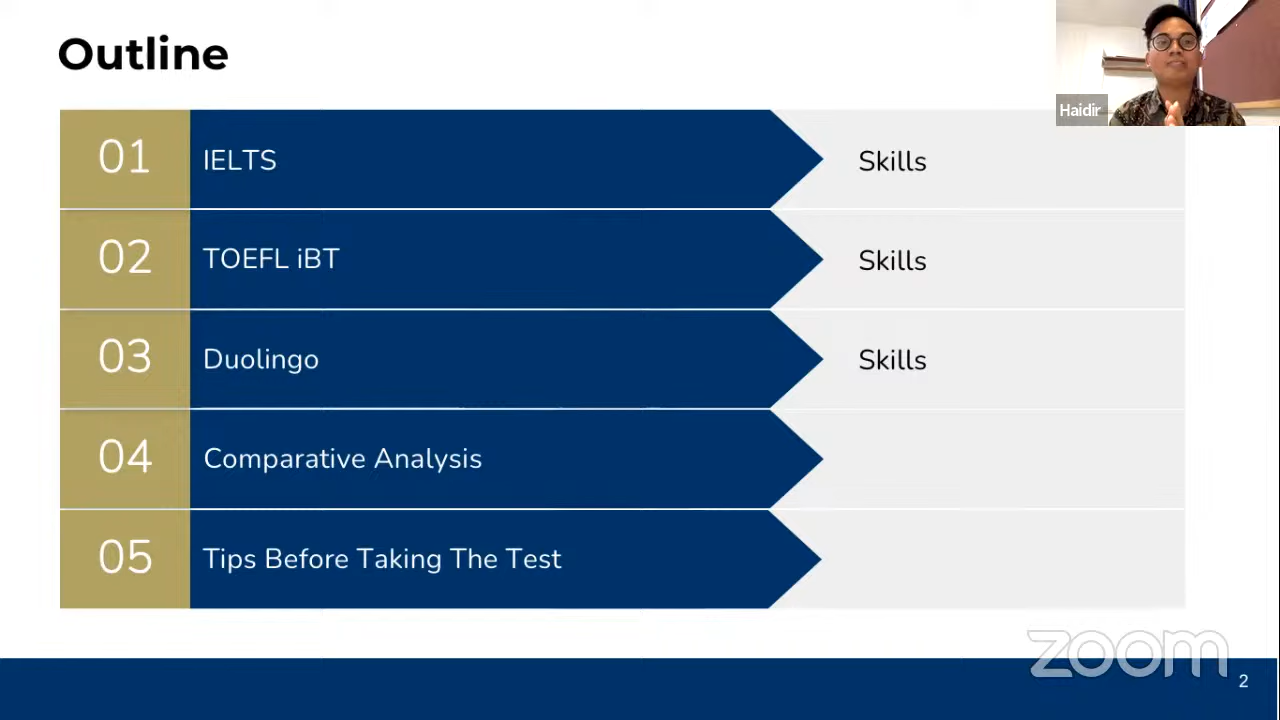 Outline
Haidir
01 IELTS Skills
02 TOEFL iBT Skills
03 Duolingo Skills
04 Comparative Analysis
05 Tips Before Taking The Test
zoom
2